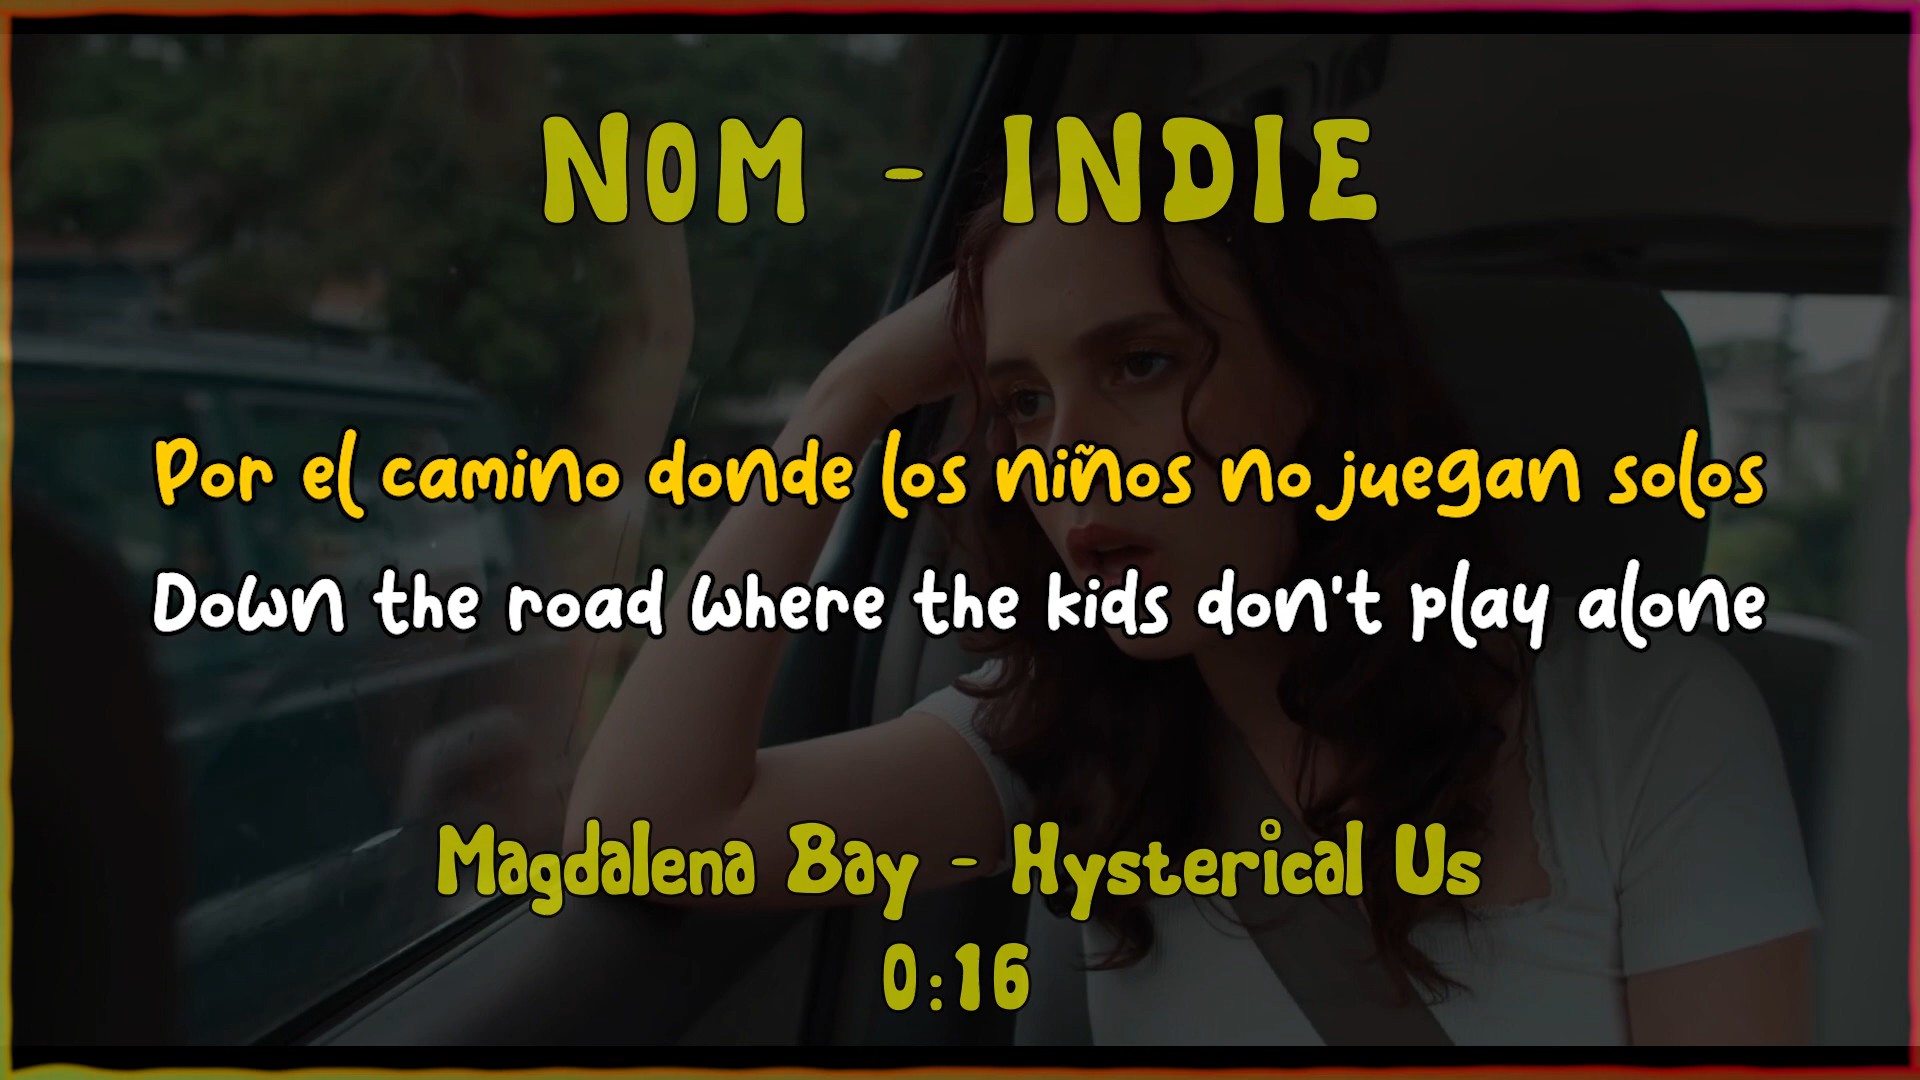 NOM - INDIE
Por el camino donde los niños no juegan solos
Down the road where the kids don't play alone
Magdalena Bay - Hysterical Us
0:16